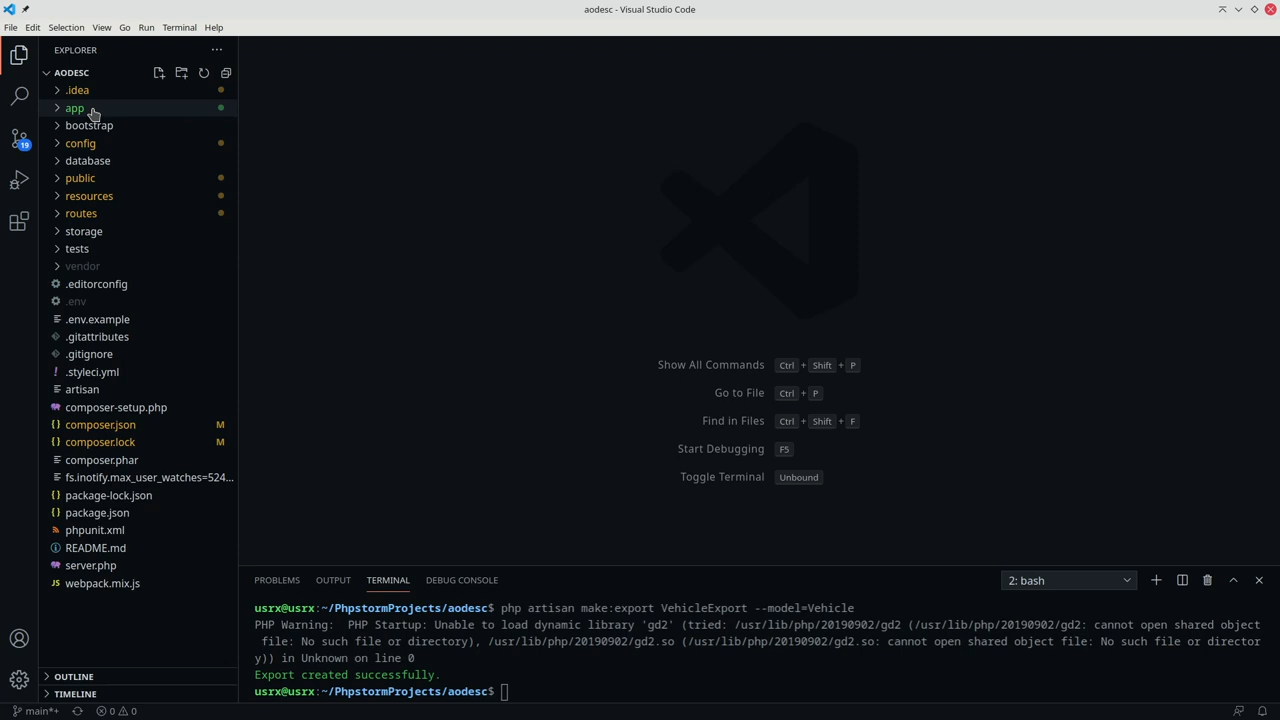 aodesc - Visual Studio Code
File Edit Selection View Go Run Terminal Help
EXPLORER
AODESC
.idea
app
bootstrap
config
database
public
resources
routes
storage
tests
vendor
.editorconfig
.env
.env.example
.gitattributes
.gitignore
.styleci.yml
artisan
composer-setup.php
composer.json M
composer.lock M
composer.phar
fs.inotify.max_user_watches=524...
package-lock.json
package.json
phpunit.xml
README.md
server.php
webpack.mix.js
OUTLINE
TIMELINE
19
Show All Commands Ctrl + Shift + P
Go to File Ctrl + P
Find in Files Ctrl + Shift + F
Start Debugging F5
Toggle Terminal Unbound
PROBLEMS OUTPUT TERMINAL DEBUG CONSOLE 2: bash
usrx@usrx:~/PhpstormProjects/aodesc$ php artisan make:export VehicleExport --model=Vehicle
PHP Warning:  PHP Startup: Unable to load dynamic library 'gd2' (tried: /usr/lib/php/20190902/gd2 (/usr/lib/php/20190902/gd2: cannot open shared object
file: No such file or directory), /usr/lib/php/20190902/gd2.so (/usr/lib/php/20190902/gd2.so: cannot open shared object file: No such file or director
y)) in Unknown on line 0
Export created successfully.
usrx@usrx:~/PhpstormProjects/aodesc$
main*+ 0 0